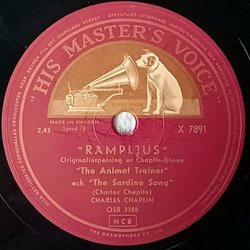 "HIS MASTER'S VOICE"
MADE IN SWEDEN
2.43
Speed 78
X 7891
"RAMPLJUS"
Originalinspelning ur Chaplin-filmen
"The Animal Trainer"
och "The Sardine Song"
(Charles Chaplin)
CHARLES CHAPLIN
OSB 3788
NCB
THE GRAMOPHONE CO. LTD.